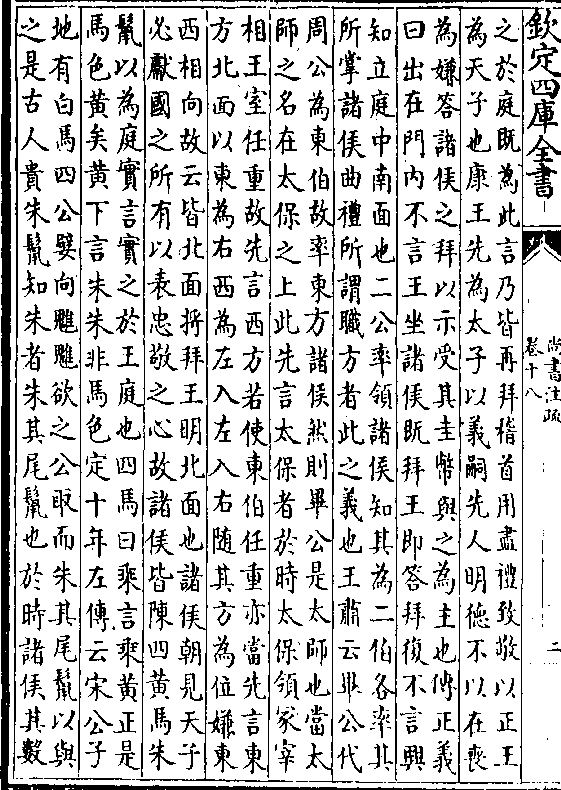 欽定四庫全書
尚書注疏
卷十八
二
之於庭既為此言乃皆再拜稽首用盡禮致敬以正王
為天子也康王先為太子以義嗣先人明德不以在喪
為嫌答諸侯之拜以示受其圭幣與之為主也傳正義
曰出在門內不言王坐諸侯既拜王即答拜復不言興
知立庭中南面也二公率領諸侯知其為二伯各率其
所掌諸侯曲禮所謂職方者此之義也王肅云畢公代
周公為東伯故率東方諸侯然則畢公是太師也當太
師之名在太保之上此先言太保者於時太保領冢宰
相王室任重故先言西方若使東伯任重亦當先言東
方北面以東為右西為左入左入右隨其方為位嫌東
西相向故云皆北面將拜王明北面也諸侯朝見天子
必獻國之所有以表忠敬之心故諸侯皆陳四黃馬朱
鬛以為庭實言實之於王庭也四馬曰乘言乘黃正是
馬色黃矣黃下言朱朱非馬色定十年左傳云宋公子
地有白馬四公嬖向魋魋欲之公取而朱其尾鬛以與
之是古人貴朱鬛知朱者朱其尾鬛也於時諸侯其數